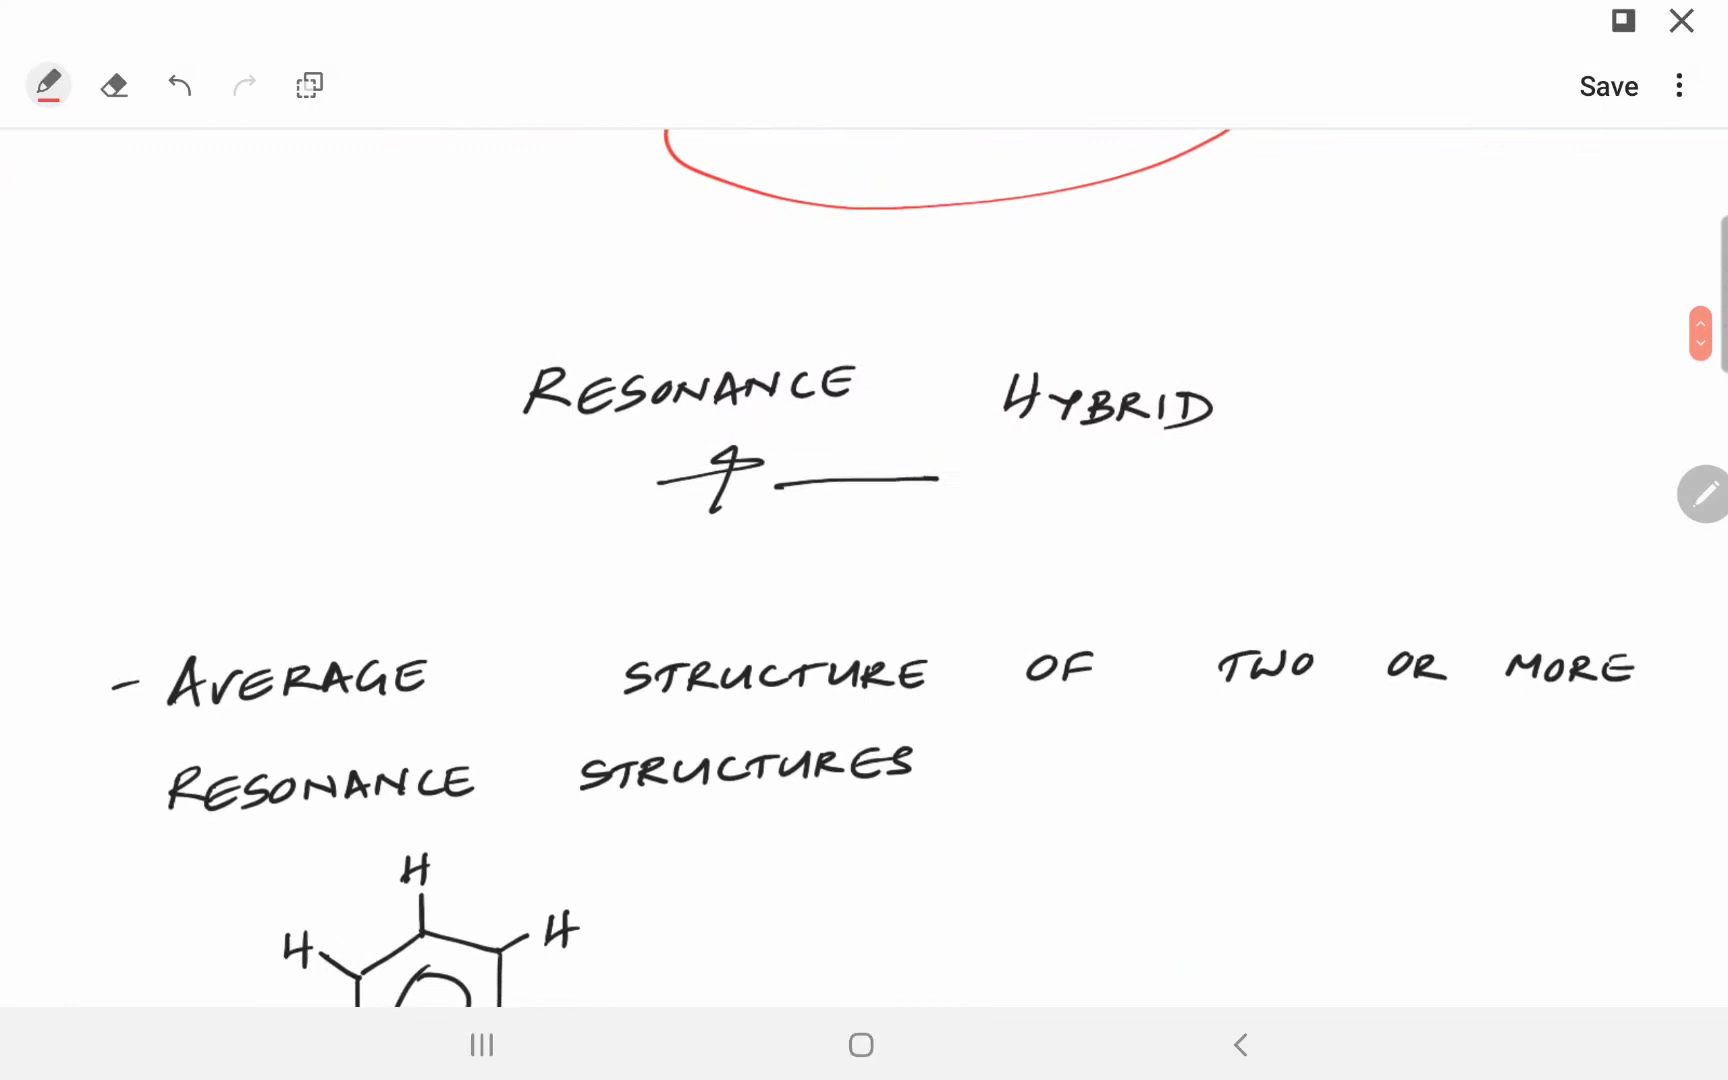 Save
RESONANCE HYBRID
- AVERAGE STRUCTURE OF TWO OR MORE
RESONANCE STRUCTURES
H
H
H